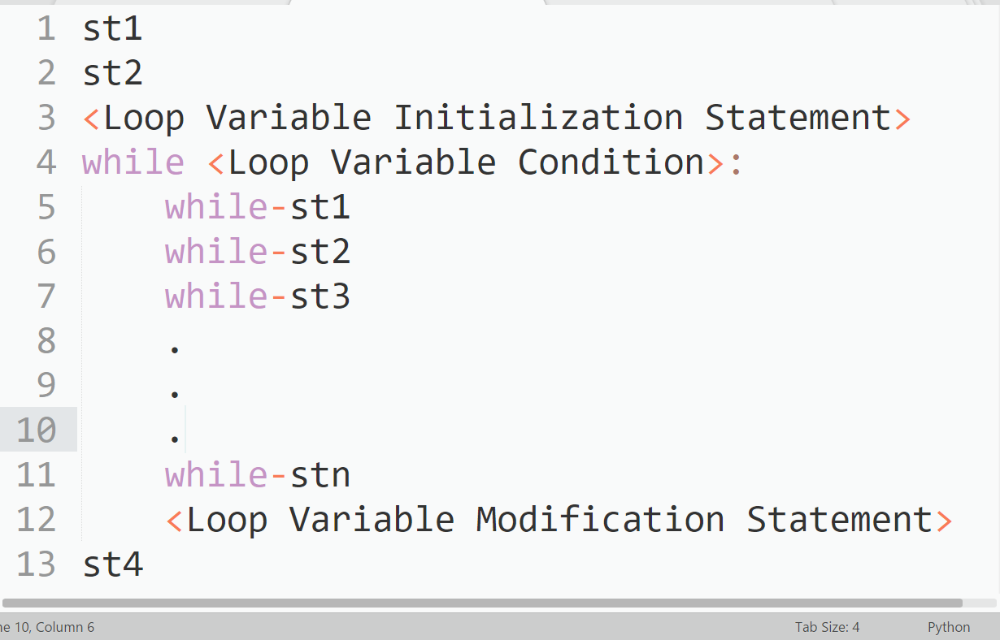 1 st1
2 st2
3 <Loop Variable Initialization Statement>
4 while <Loop Variable Condition>:
5     while-st1
6     while-st2
7     while-st3
8     .
9     .
10     .
11     while-stn
12     <Loop Variable Modification Statement>
13 st4
10, Column 6 Tab Size: 4 Python